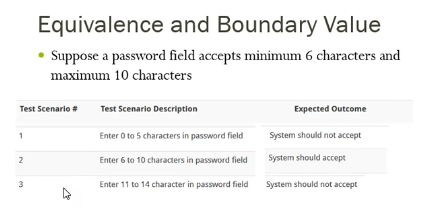 Equivalence and Boundary Value
Suppose a password field accepts minimum 6 characters and
maximum 10 characters
Test Scenario # Test Scenario Description Expected Outcome
1 Enter 0 to 5 characters in password field System should not accept
2 Enter 6 to 10 characters in password field System should accept
3 Enter 11 to 14 character in password field System should not accept